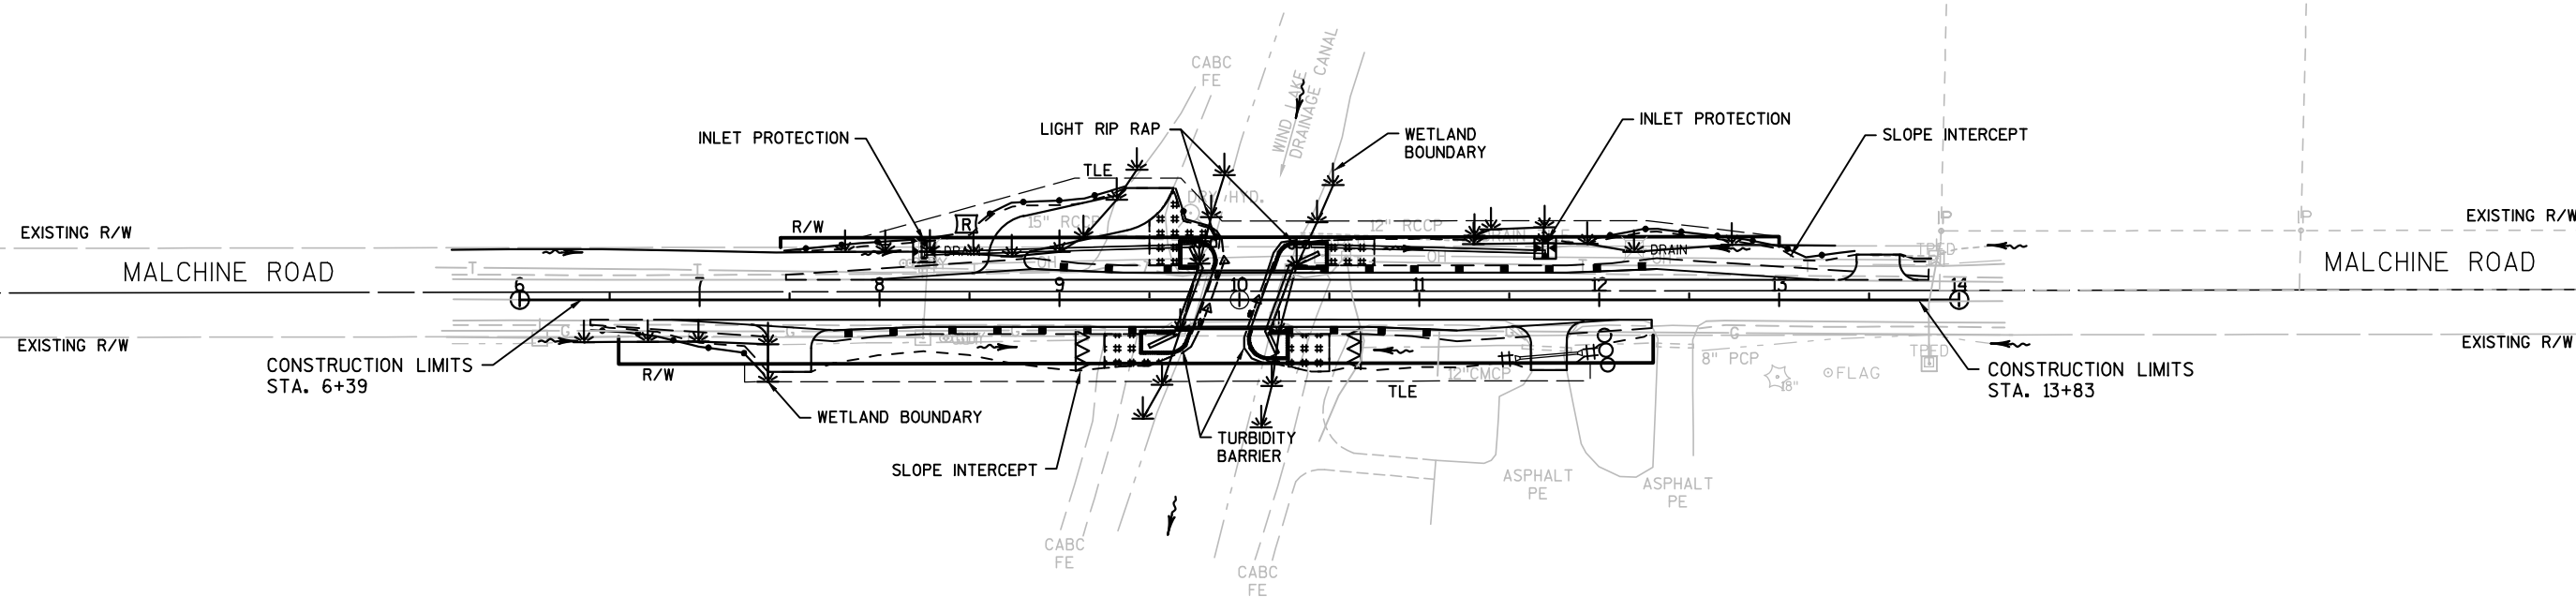 CABC
FE
WIND LAKE
DRAINAGE CANAL
INLET PROTECTION
LIGHT RIP RAP
WETLAND
BOUNDARY
INLET PROTECTION
SLOPE INTERCEPT
TLE
DRY HYD.
EXISTING R/W
R/W
R
15" RCCP
12" RCCP
IP
IP
EXISTING R/W
DRAIN
DRAIN
TPED
MALCHINE ROAD
MALCHINE ROAD
T
T
OH
OH
T
6
7
8
9
10
11
12
13
14
G
G
G
G
EXISTING R/W
EXISTING R/W
CONSTRUCTION LIMITS
STA. 6+39
R/W
12"CMCP
8" PCP
TPED
18"
FLAG
CONSTRUCTION LIMITS
STA. 13+83
TLE
WETLAND BOUNDARY
TURBIDITY
BARRIER
SLOPE INTERCEPT
ASPHALT
PE
ASPHALT
PE
CABC
FE
CABC
FE